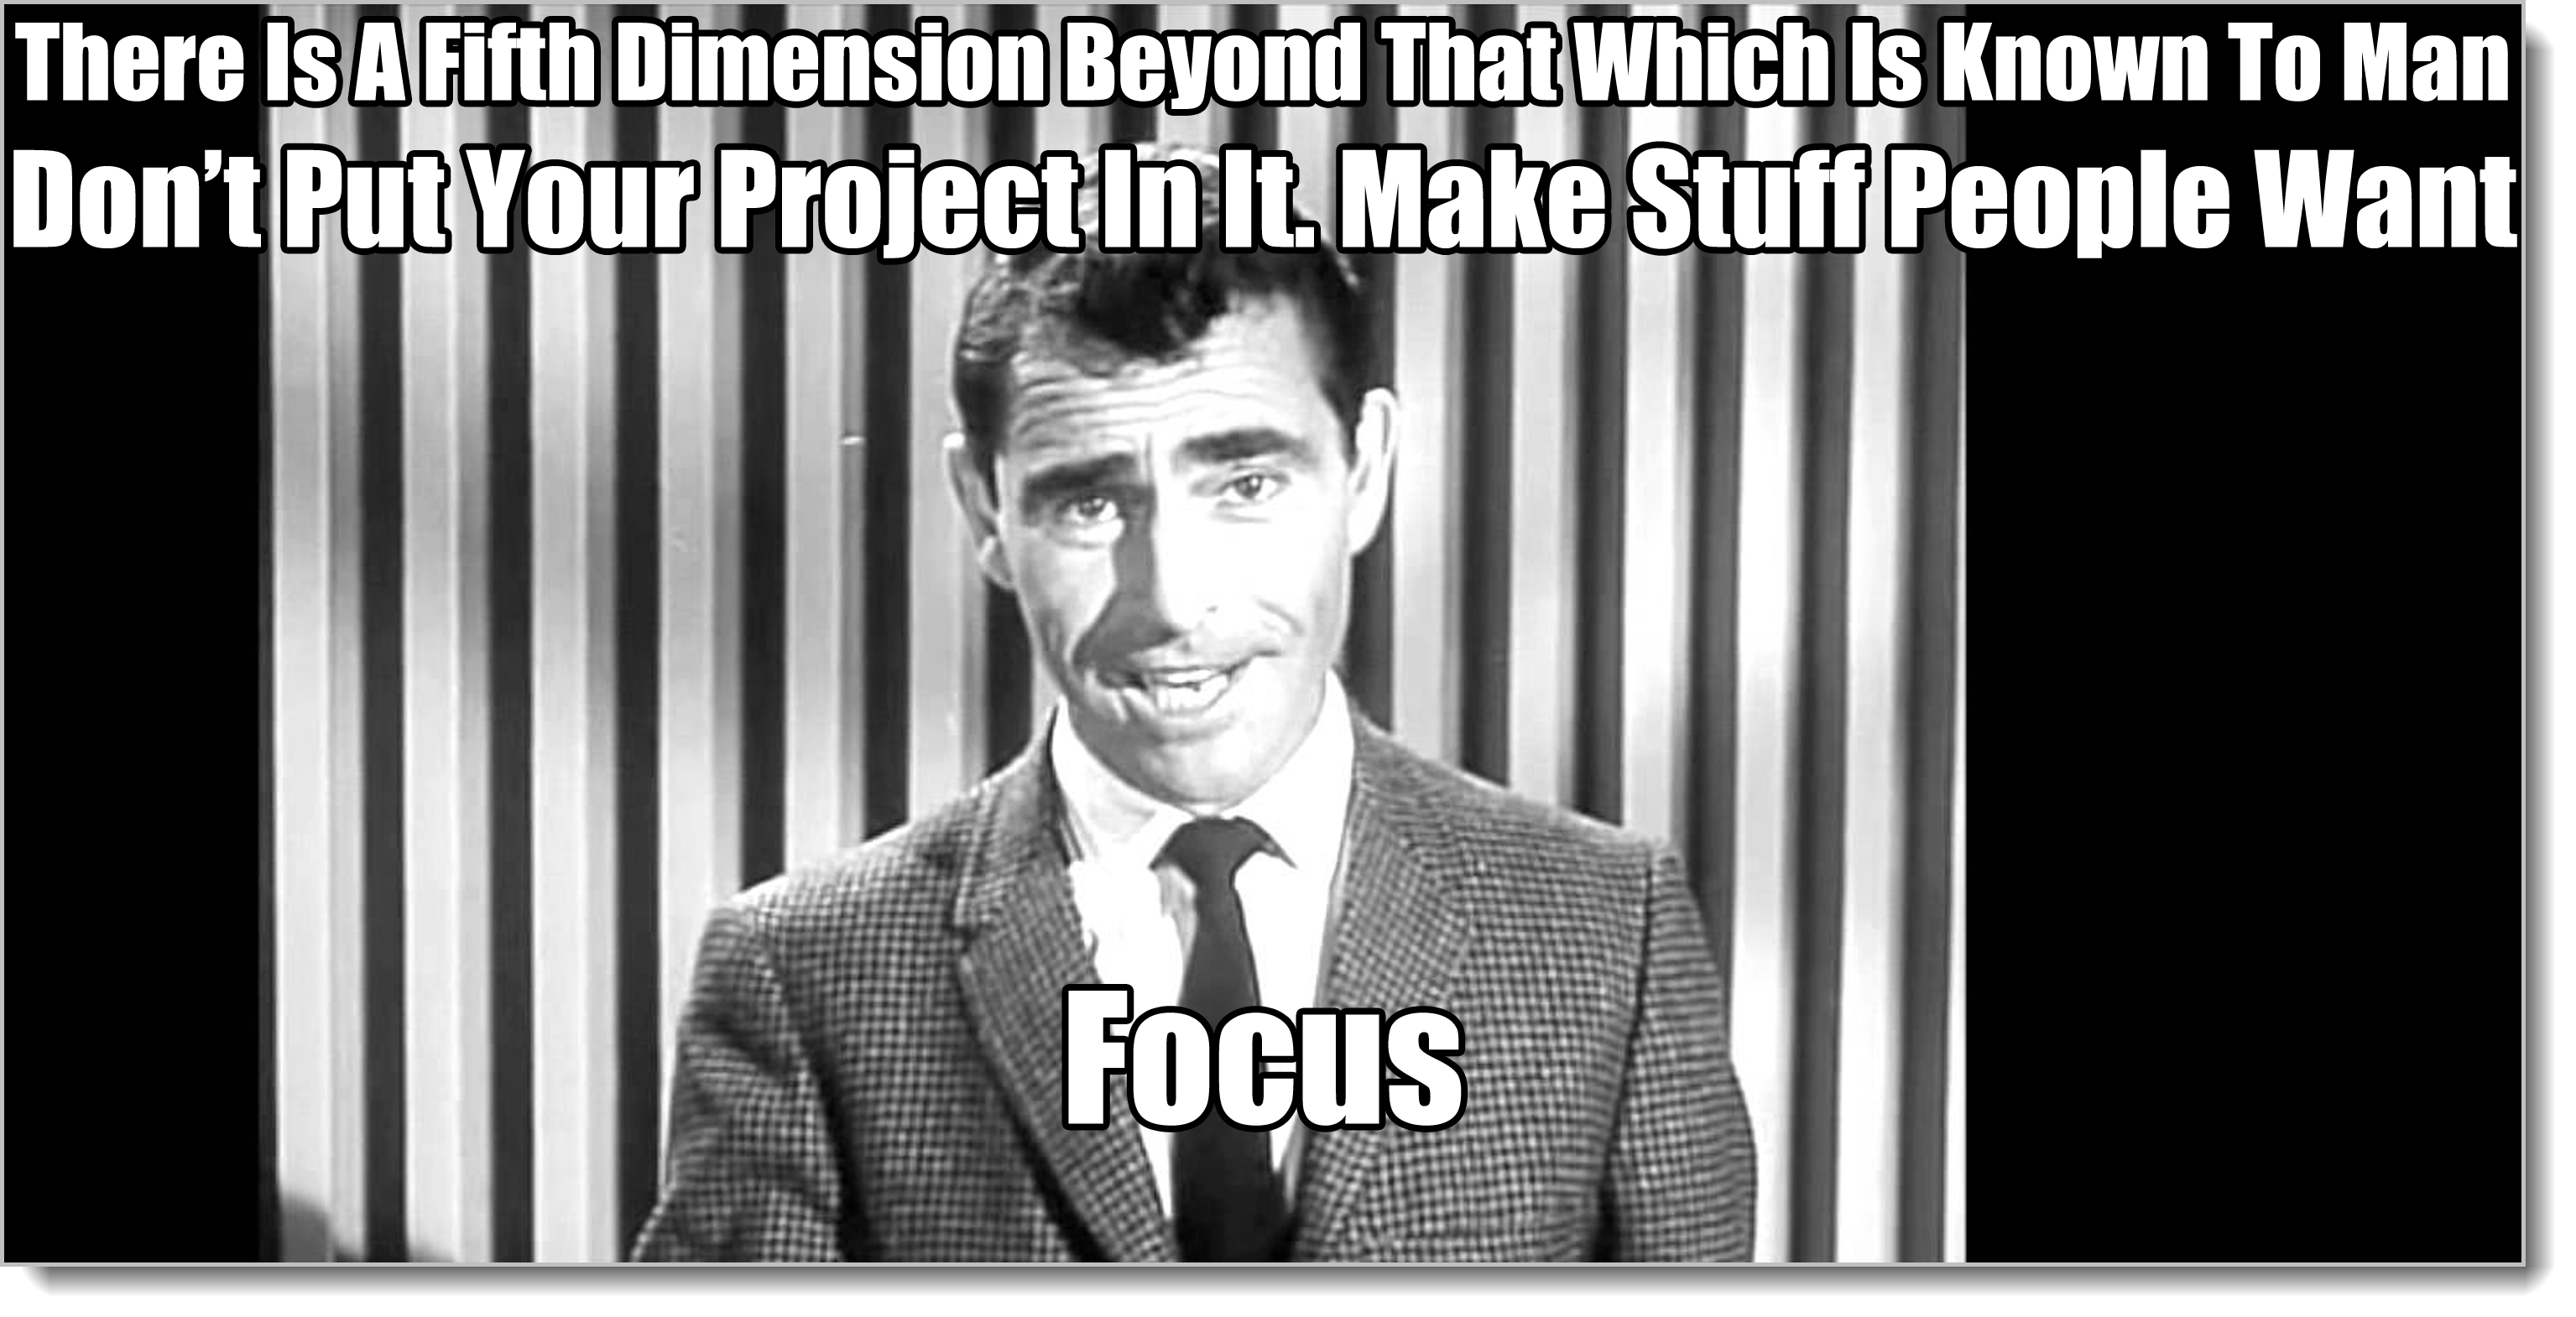 There Is A Fifth Dimension Beyond That Which Is Known To Man
Don't Put Your Project In It. Make Stuff People Want
Focus